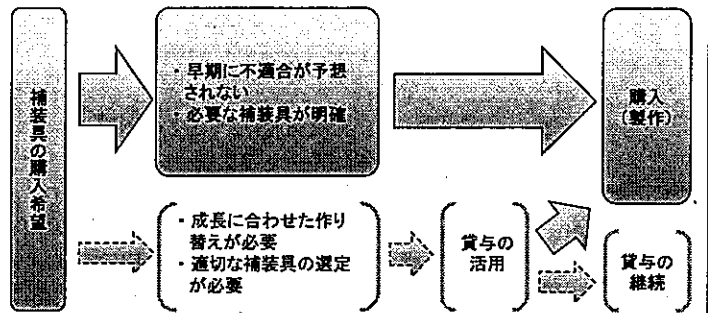 補装具の購入希望
・早期に不適合が予想
されない
・必要な補装具が明確
購入
(製作)
・成長に合わせた作り
替えが必要
・適切な補装具の選定
が必要
貸与の
活用
貸与の
継続